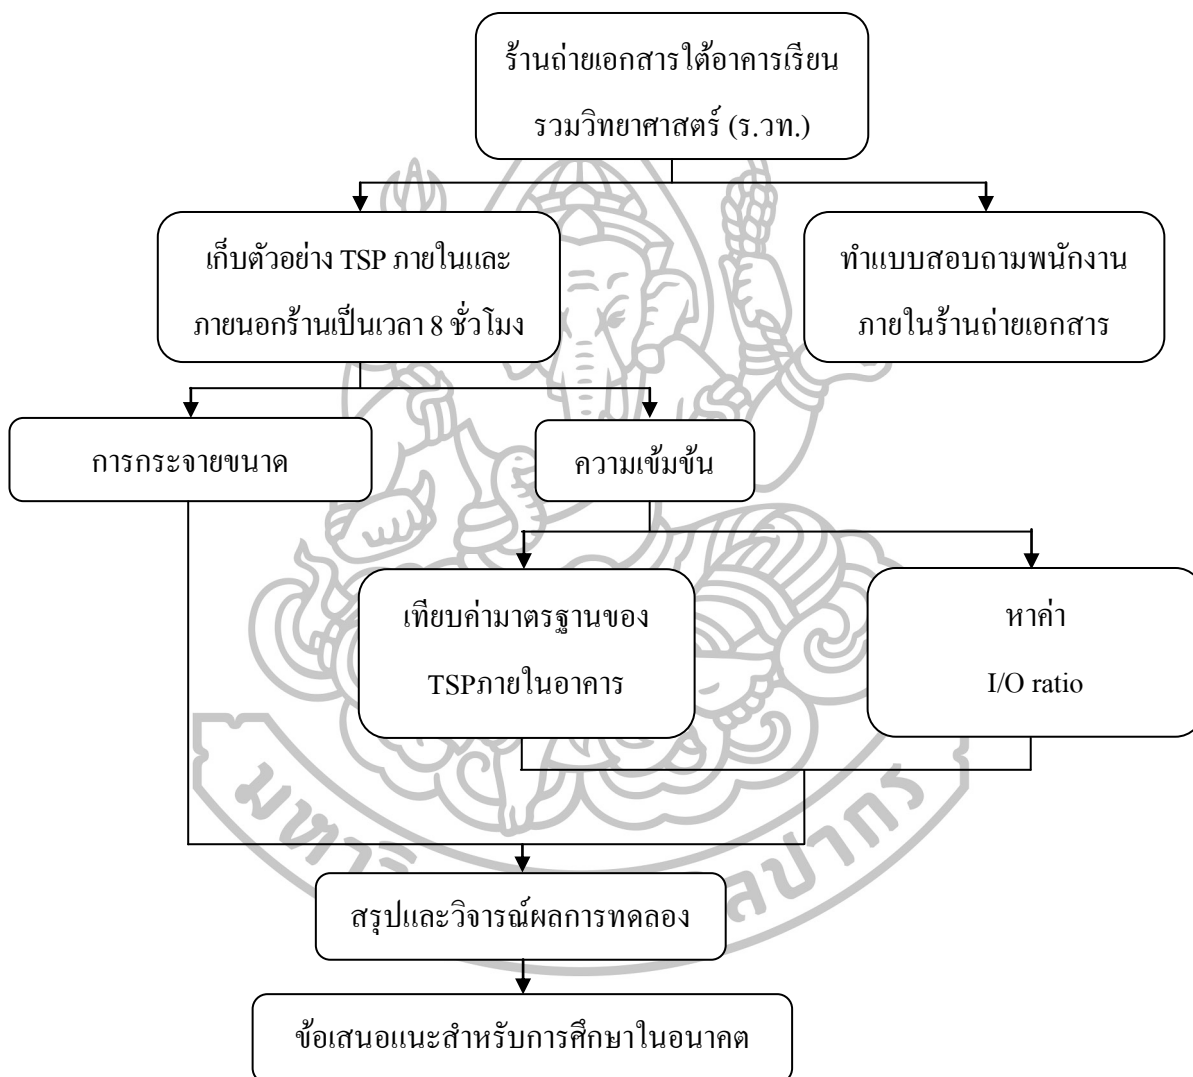 ร้านถ่ายเอกสารใต้อาคารเรียน
รวมวิทยาศาสตร์ (ร.วท.)
เก็บตัวอย่าง TSP ภายในและ
ภายนอกร้านเป็นเวลา 8 ชั่วโมง
ทำแบบสอบถามพนักงาน
ภายในร้านถ่ายเอกสาร
การกระจายขนาด
ความเข้มข้น
เทียบค่ามาตรฐานของ
TSPภายในอาคาร
หาค่า
I/O ratio
สรุปและวิจารณ์ผลการทดลอง
ข้อเสนอแนะสำหรับการศึกษาในอนาคต